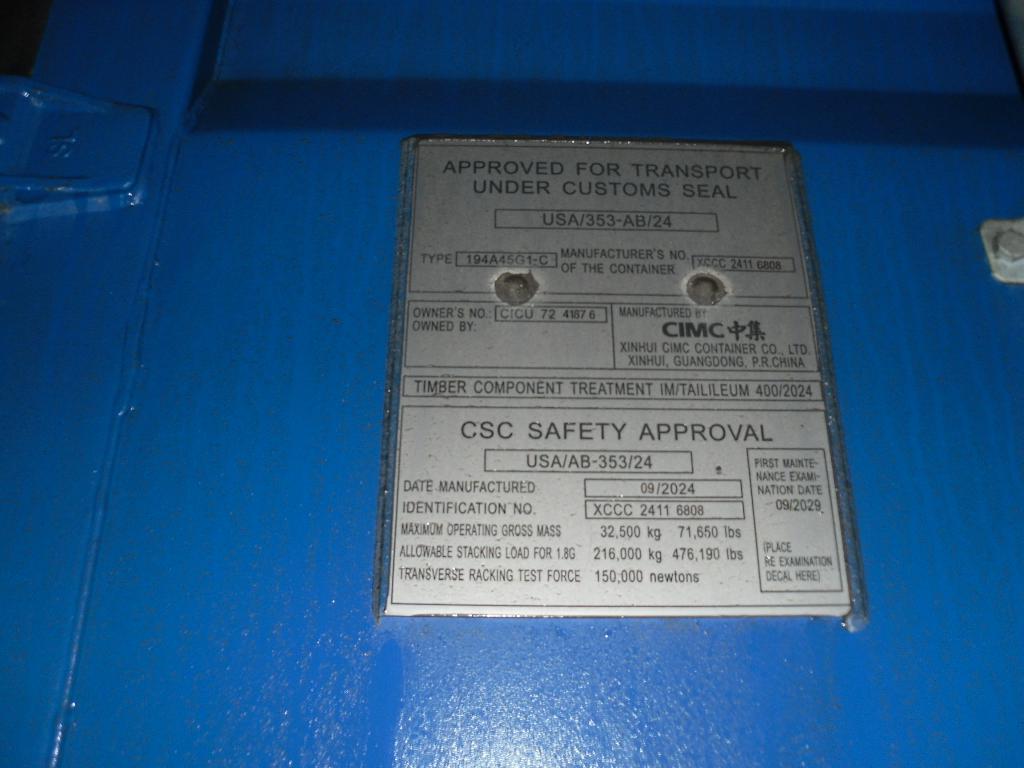 APPROVED FOR TRANSPORT
UNDER CUSTOMS SEAL
USA/353-AB/24
TYPE 194A45G1-C MANUFACTURER'S NO.
OF THE CONTAINER XCCC 2411 6808
OWNER'S NO.: CICU 72 4187 6
OWNED BY:
MANUFACTURED BY
CIMC中集
XINHUI CIMC CONTAINER CO., LTD.
XINHUI, GUANGDONG, P.R.CHINA
TIMBER COMPONENT TREATMENT IM/TAILILEUM 400/2024
CSC SAFETY APPROVAL
USA/AB-353/24
DATE MANUFACTURED 09/2024
IDENTIFICATION NO. XCCC 2411 6808
MAXIMUM OPERATING GROSS MASS 32,500 kg 71,650 lbs
ALLOWABLE STACKING LOAD FOR 1.8G 216,000 kg 476,190 lbs
TRANSVERSE RACKING TEST FORCE 150,000 newtons
FIRST MAINTE-
NANCE EXAMI-
NATION DATE
09/2029
(PLACE
RE EXAMINATION
DECAL HERE)